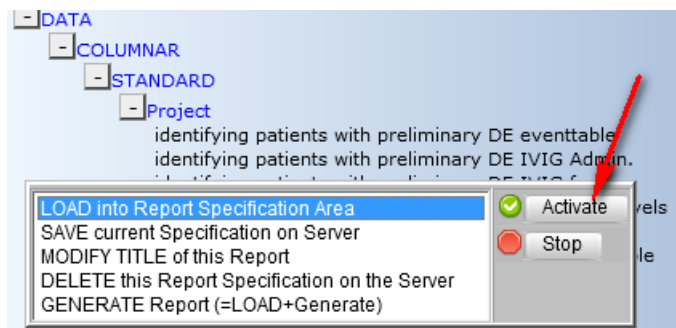 DATA
COLUMNAR
STANDARD
Project
identifying patients with preliminary DE eventtable
identifying patients with preliminary DE IVIG Admin.
LOAD into Report Specification Area
Activate
SAVE current Specification on Server
Stop
MODIFY TITLE of this Report
DELETE this Report Specification on the Server
GENERATE Report (=LOAD+Generate)